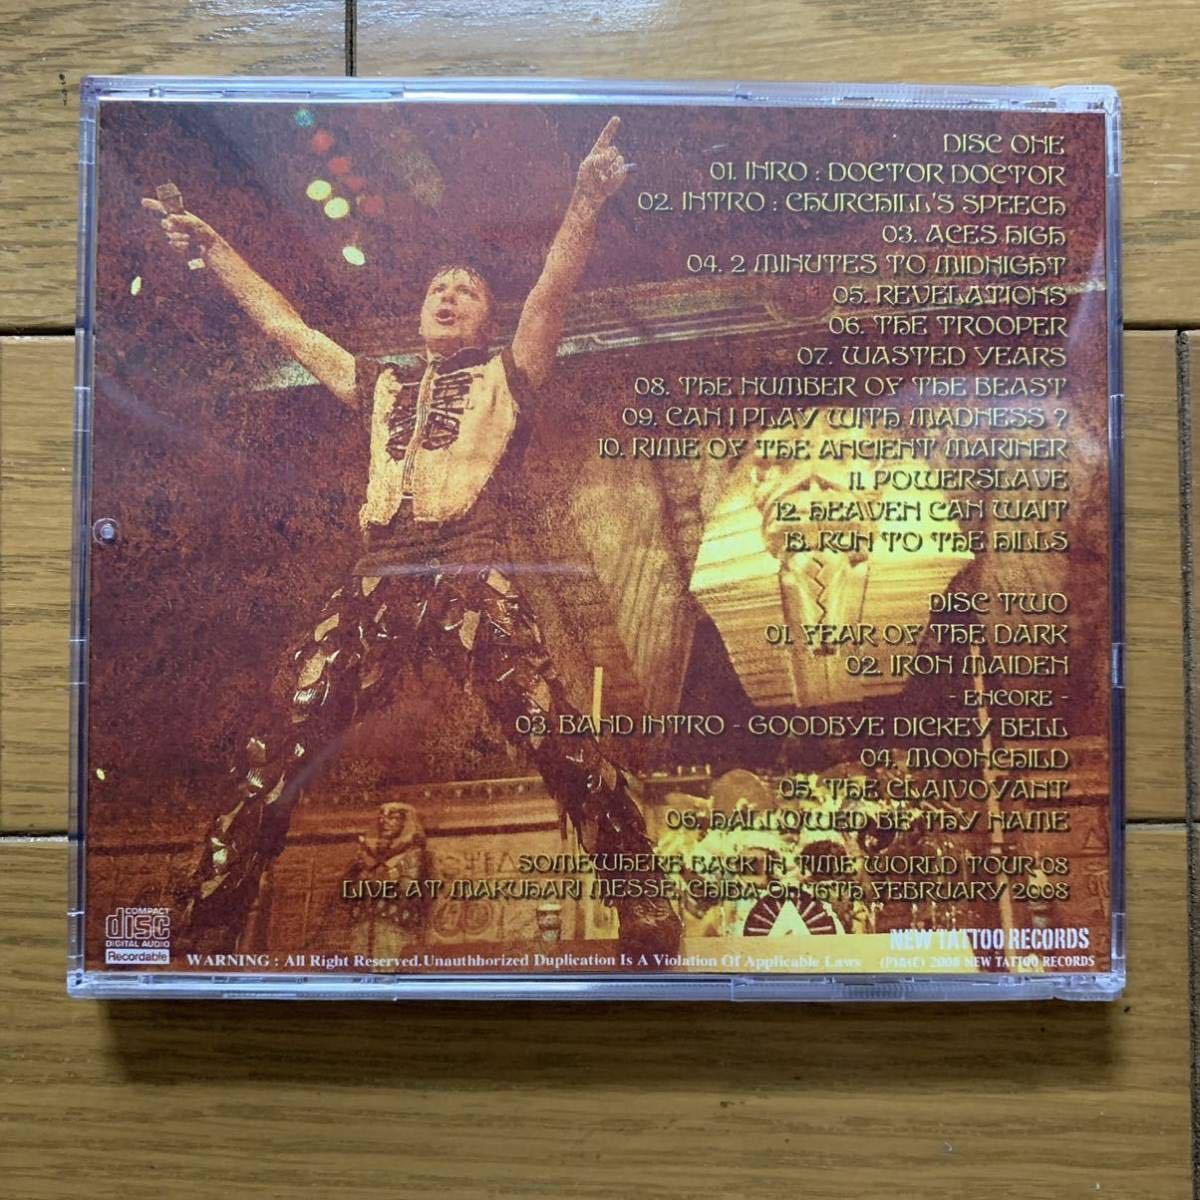 DISC ONE
01. INRO : DOCTOR DOCTOR
02. INTRO : CHURCHILL'S SPEECH
03. ACES HIGH
04. 2 MINUTES TO MIDNIGHT
05. REVELATIONS
06. THE TROOPER
07. WASTED YEARS
08. THE NUMBER OF THE BEAST
09. CAN I PLAY WITH MADNESS ?
10. RIME OF THE ANCIENT MARINER
11. POWERSLAVE
12. HEAVEN CAN WAIT
13. RUN TO THE HILLS
DISC TWO
01. FEAR OF THE DARK
02. IRON MAIDEN
- ENCORE -
03. BAND INTRO - GOODBYE DICKEY BELL
04. MOONCHILD
05. THE CLAIVOYANT
06. HALLOWED BE THY NAME
SOMEWHERE BACK IN TIME WORLD TOUR 08
LIVE AT MAKUHARI MESSE, CHIBA ON 16TH FEBRUARY 2008
NEW TATTOO RECORDS
COMPACT
disc
DIGITAL AUDIO
Recordable
WARNING : All Right Reserved.Unauthhorized Duplication Is A Violation Of Applicable Laws (P)&(C) 2008 NEW TATTOO RECORDS